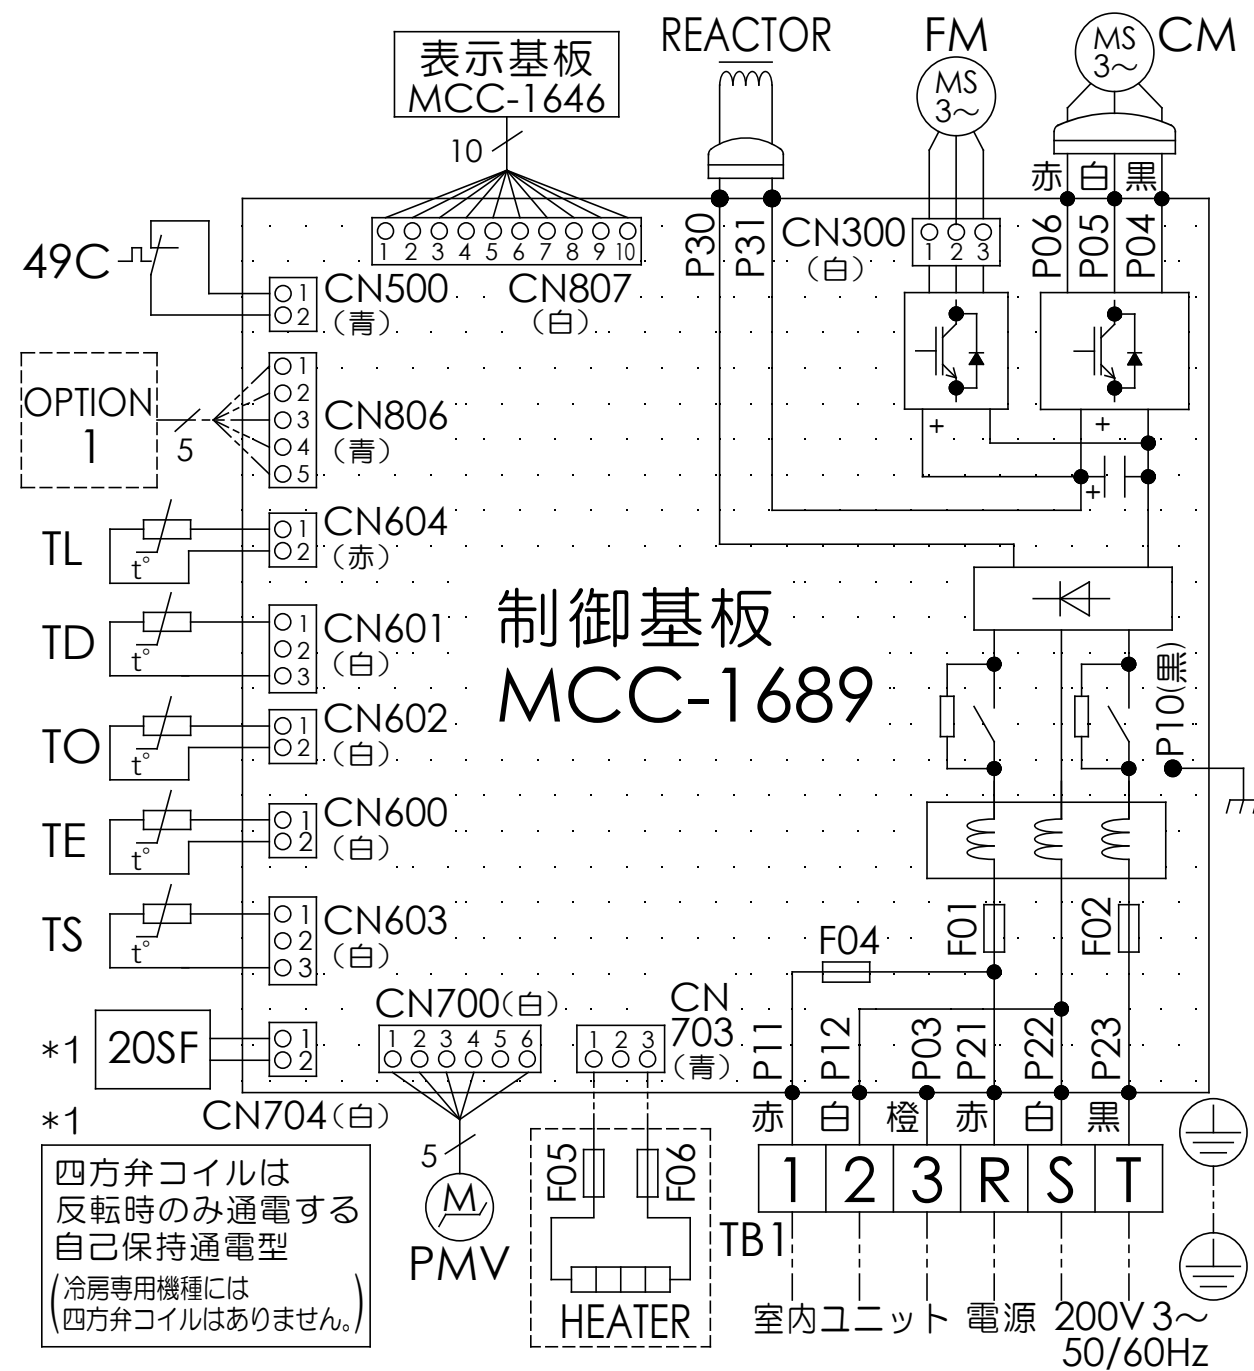 REACTOR
FM
CM
表示基板
MCC-1646
10
MS
3～
MS
3～
赤 白 黒
49C
1 2 3 4 5 6 7 8 9 10
CN807
（白）
P30
P31
CN300
（白）
1 2 3
P06
P05
P04
1
2
CN500
（青）
OPTION
1
5
1
2
3
4
5
CN806
（青）
+
+
+
TL
t°
1
2
CN604
（赤）
TD
t°
1
2
3
CN601
（白）
制御基板
MCC-1689
P10(黒)
TO
t°
1
2
CN602
（白）
TE
t°
1
2
CN600
（白）
TS
t°
1
2
3
CN603
（白）
F04
F01
F02
*1
20SF
1
2
CN704（白）
CN700（白）
1 2 3 4 5 6
5
M
PMV
CN
703
（青）
1 2 3
F05
F06
HEATER
P11
P12
P03
P21
P22
P23
赤 白 橙 赤 白 黒
1 2 3 R S T
TB1
室内ユニット 電源 200V 3～
50/60Hz
*1
四方弁コイルは
反転時のみ通電する
自己保持通電型
(冷房専用機種には
四方弁コイルはありません。)